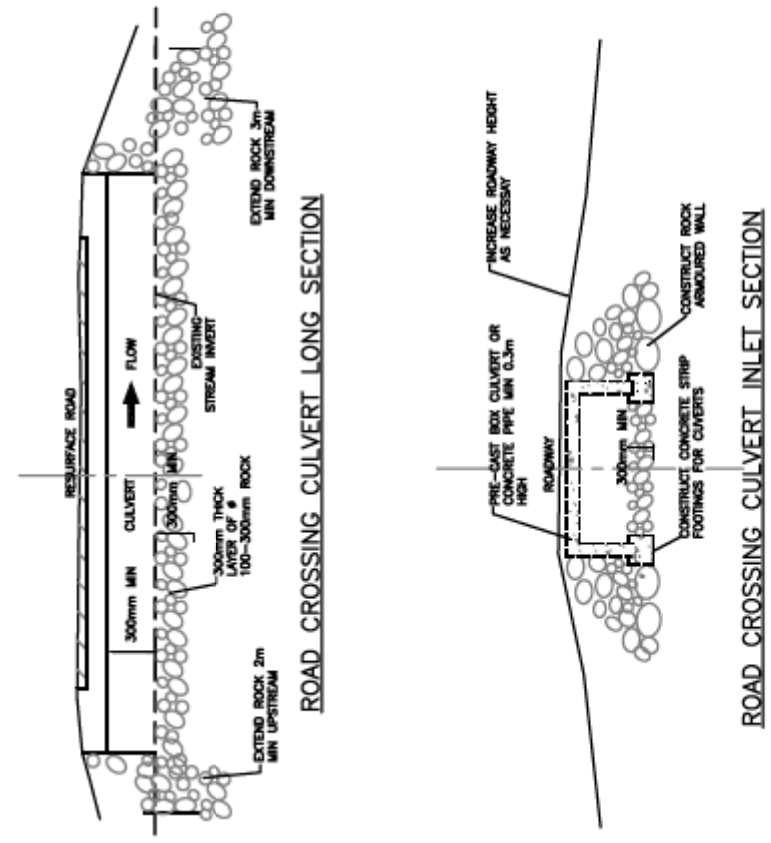 RESURFACE ROAD
300mm MIN CULVERT FLOW
300mm MIN
EXTEND ROCK 2m
MIN UPSTREAM
300mm THICK
LAYER OF ø
100-300mm ROCK
EXISTING
STREAM INVERT
EXTEND ROCK 3m
MIN DOWNSTREAM
ROAD CROSSING CULVERT LONG SECTION
PRE-CAST BOX CULVERT OR
CONCRETE PIPE MIN 0.3m
HIGH
INCREASE ROADWAY HEIGHT
AS NECESSAY
ROADWAY
300mm MIN
CONSTRUCT CONCRETE STRIP
FOOTINGS FOR CUVERTS
CONSTRUCT ROCK
ARMOURED WALL
ROAD CROSSING CULVERT INLET SECTION